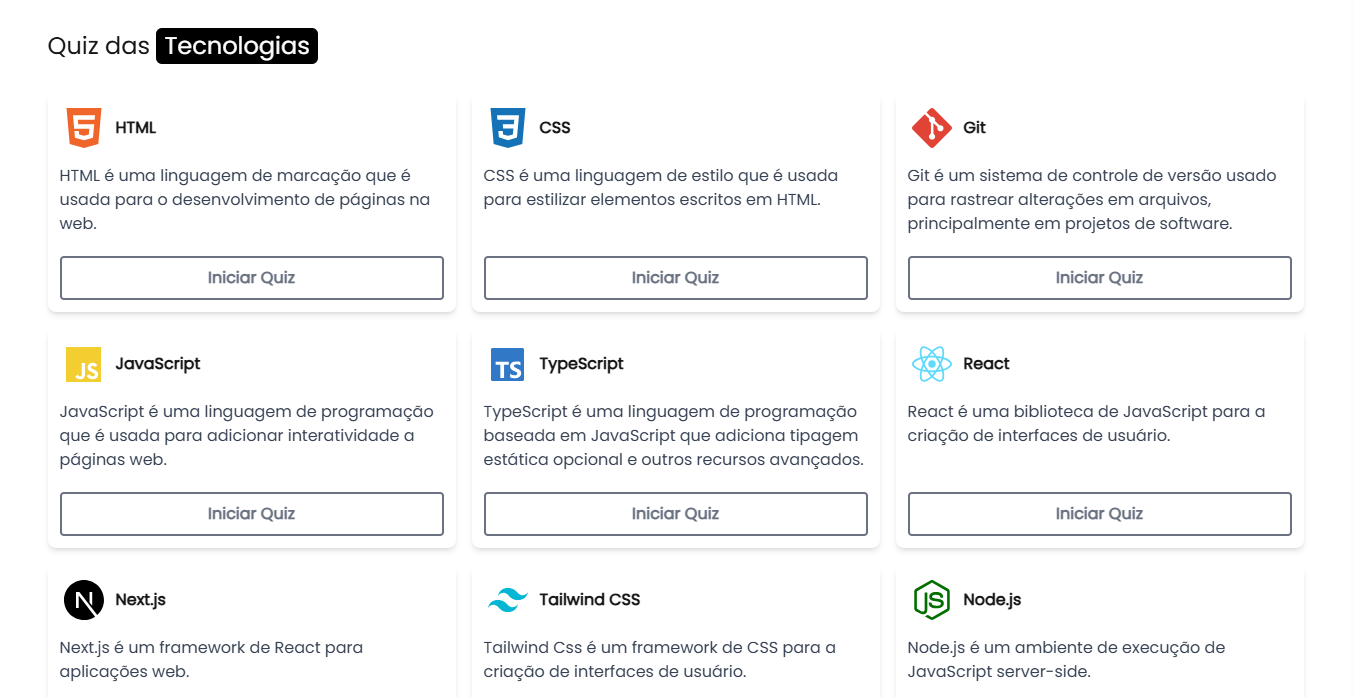 Quiz das Tecnologias
HTML
HTML é uma linguagem de marcação que é
usada para o desenvolvimento de páginas na
web.
Iniciar Quiz
CSS
CSS é uma linguagem de estilo que é usada
para estilizar elementos escritos em HTML.
Iniciar Quiz
Git
Git é um sistema de controle de versão usado
para rastrear alterações em arquivos,
principalmente em projetos de software.
Iniciar Quiz
JS
JavaScript
JavaScript é uma linguagem de programação
que é usada para adicionar interatividade a
páginas web.
Iniciar Quiz
TS
TypeScript
TypeScript é uma linguagem de programação
baseada em JavaScript que adiciona tipagem
estática opcional e outros recursos avançados.
Iniciar Quiz
React
React é uma biblioteca de JavaScript para a
criação de interfaces de usuário.
Iniciar Quiz
N
Next.js
Next.js é um framework de React para
aplicações web.
Tailwind CSS
Tailwind Css é um framework de CSS para a
criação de interfaces de usuário.
JS
Node.js
Node.js é um ambiente de execução de
JavaScript server-side.